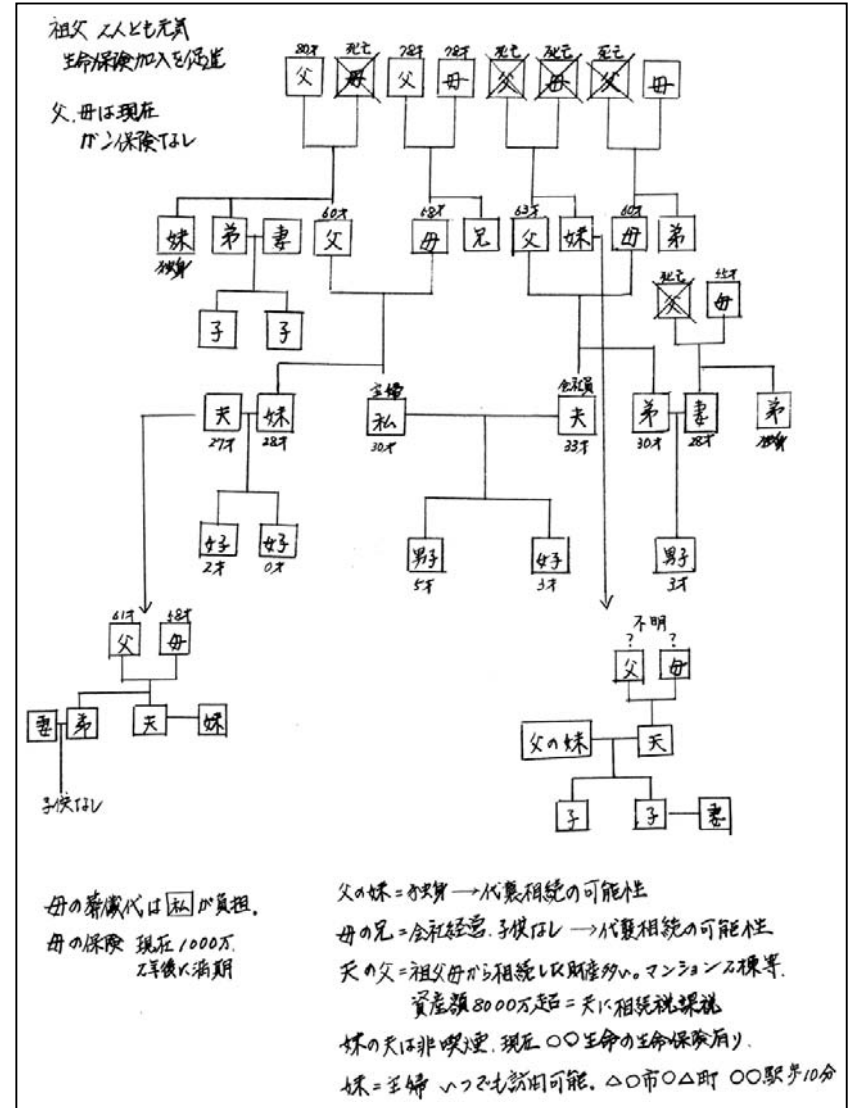 祖父 2人とも元気
生命保険加入を促進
父、母は現在
ガン保険なし
80才 死亡 78才 78才 死亡 死亡 死亡
父 母 父 母 父 母 父 母
60才 58才 63才 60才
妹 弟 妻 父 母 兄 父 妹 母 弟
独身
死亡 55才
父 母
子 子
主婦 会社員
夫 妹 私 夫 弟 妻 弟
27才 28才 30才 33才 30才 28才 独身
女子 女子 男子 女子 男子
2才 0才 5才 3才 3才
61才 58才
父 母
不明
? ?
父 母
妻 弟 夫 妹
父の妹 夫
子供なし
子 子 妻
母の葬儀代は私が負担。
母の保険 現在1000万.
2年後に満期
父の妹=独身→代襲相続の可能性
母の兄=会社経営、子供なし→代襲相続の可能性
夫の父=祖父母から相続した財産多い。マンション2棟等.
資産額8000万超=夫に相続税課税
妹の夫は非喫煙、現在○○生命の生命保険有り.
妹=主婦 いつでも訪問可能. △○市○△町 ○○駅歩10分